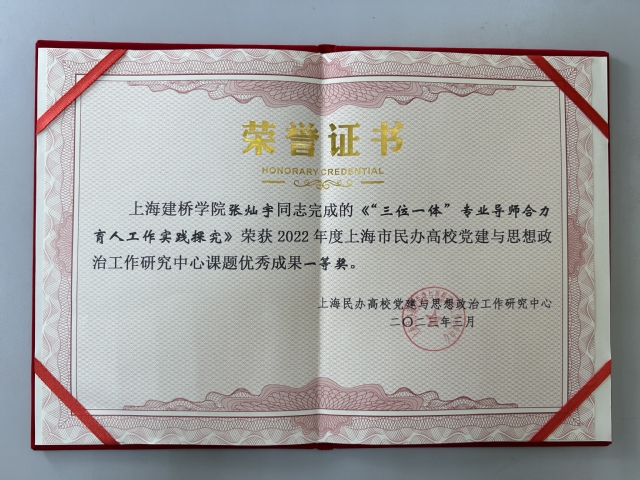 荣誉证书
HONORARY CREDENTIAL
上海建桥学院张灿宇同志完成的《“三位一体”专业导师合力
育人工作实践探究》荣获2022年度上海市民办高校党建与思想政
治工作研究中心课题优秀成果一等奖。
上海民办高校党建与思想政治工作研究中心
二〇二三年三月